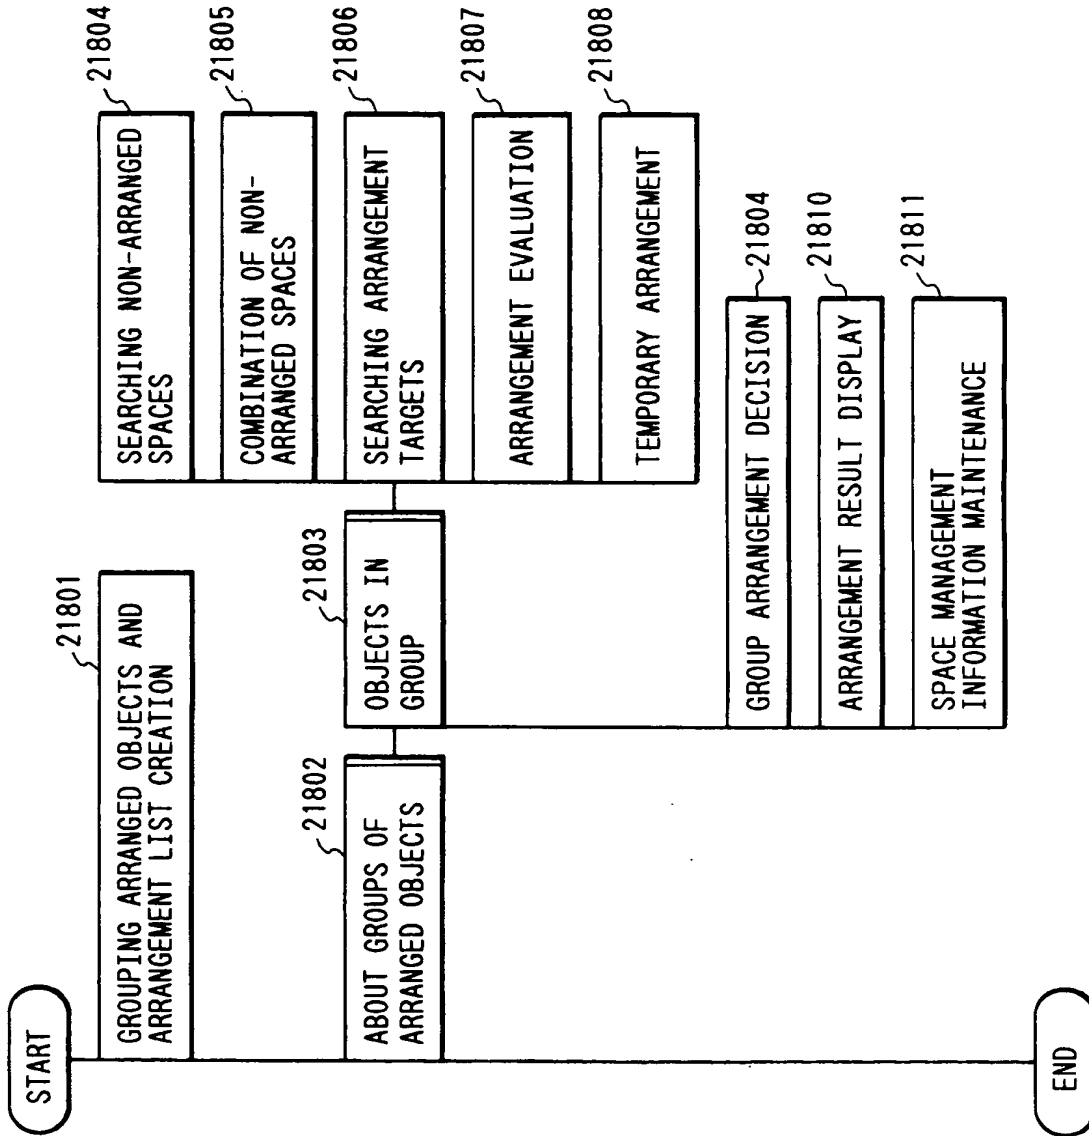 START
21801
GROUPING ARRANGED OBJECTS AND
ARRANGEMENT LIST CREATION
21802
ABOUT GROUPS OF
ARRANGED OBJECTS
21803
OBJECTS IN
GROUP
21804
SEARCHING NON-ARRANGED
SPACES
21805
COMBINATION OF NON-
ARRANGED SPACES
21806
SEARCHING ARRANGEMENT
TARGETS
21807
ARRANGEMENT EVALUATION
21808
TEMPORARY ARRANGEMENT
21804
GROUP ARRANGEMENT DECISION
21810
ARRANGEMENT RESULT DISPLAY
21811
SPACE MANAGEMENT
INFORMATION MAINTENANCE
END